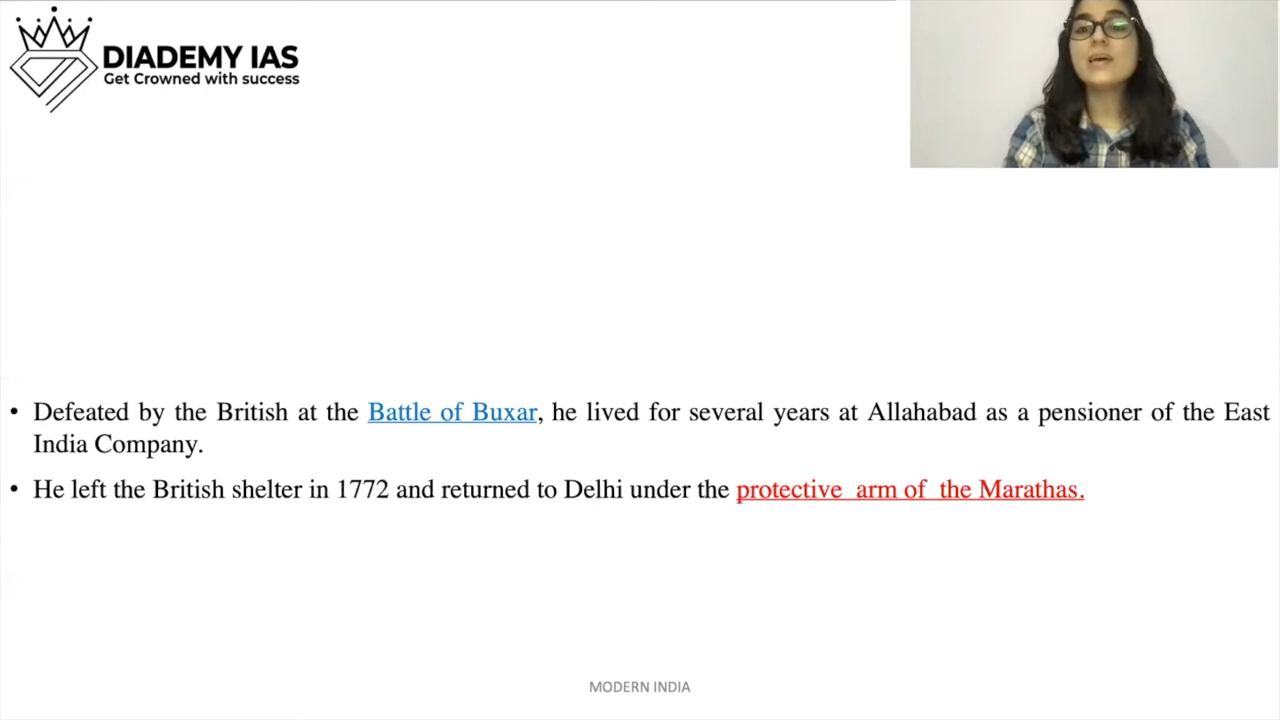 DIADEMY IAS
Get Crowned with success
• Defeated by the British at the Battle of Buxar, he lived for several years at Allahabad as a pensioner of the East
India Company.
• He left the British shelter in 1772 and returned to Delhi under the protective arm of the Marathas.
MODERN INDIA